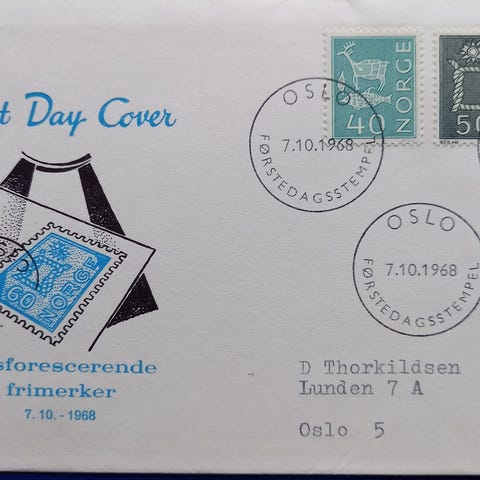 Day Cover
40
NORGE
50
OSLO
7.10.1968
FØRSTEDAGSSTEMPEL
OSLO
7.10.1968
FØRSTEDAGSSTEMPEL
60
NORGE
sforescerende
frimerker
7. 10. - 1968
D Thorkildsen
Lunden 7 A
Oslo 5